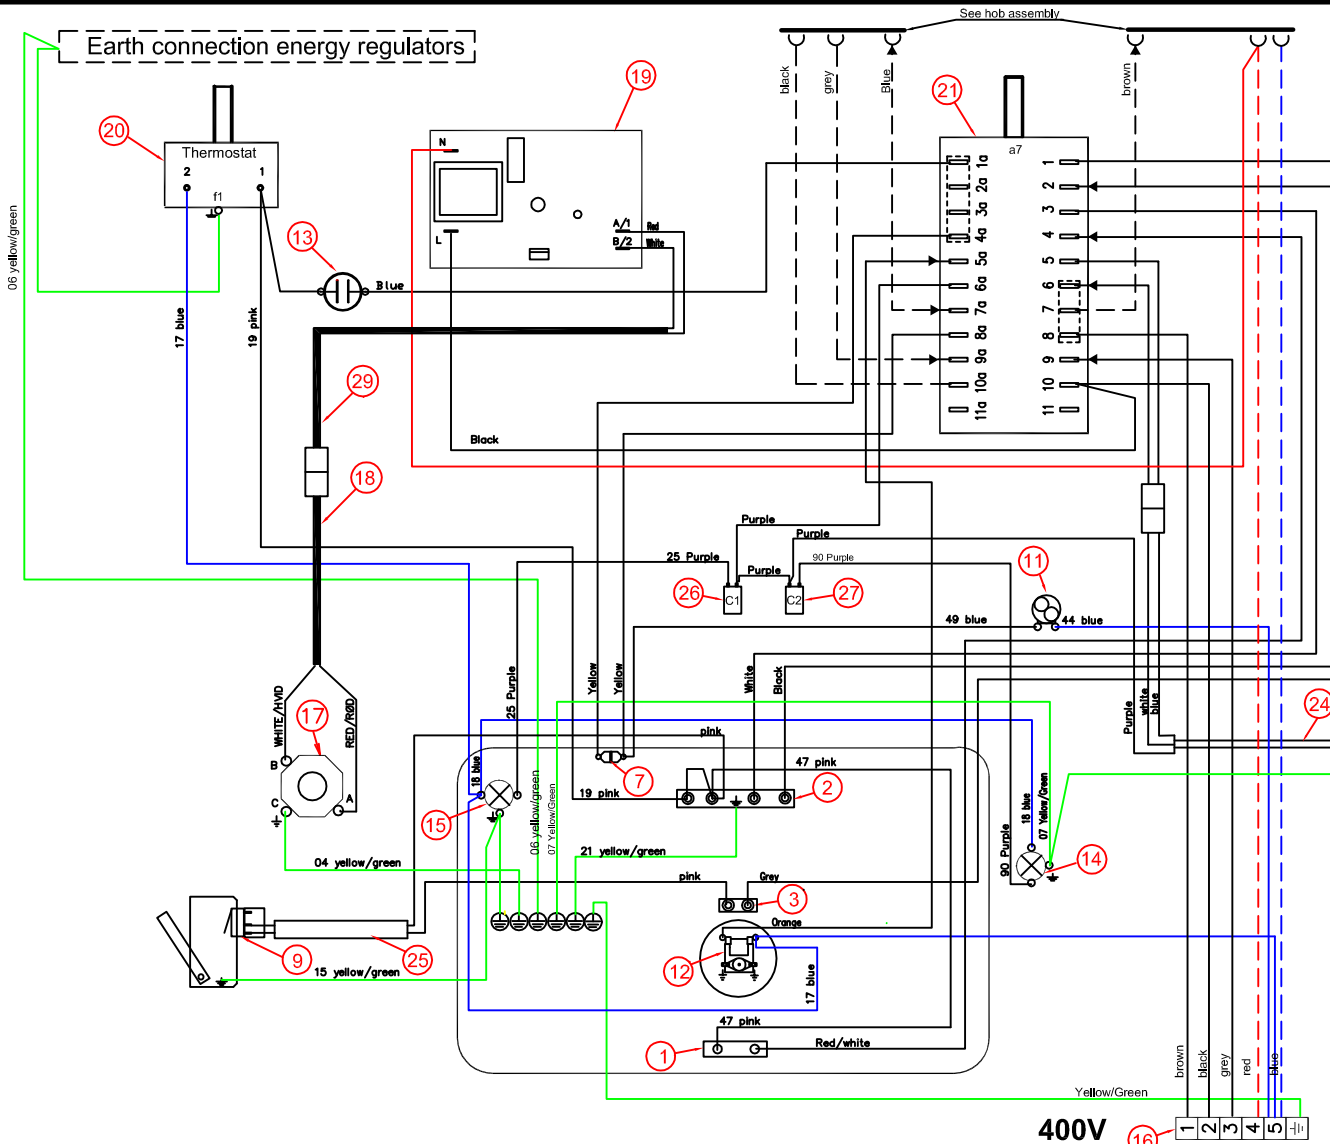 See hob assembly
Earth connection energy regulators
06 yellow/green
20
Thermostat
2
1
f1
19
N
L
A/1
Red
B/2
White
13
Blue
17 blue
19 pink
black
grey
Blue
brown
21
a7
1a
2a
3a
4a
5a
6a
7a
8a
9a
10a
11a
1
2
3
4
5
6
7
8
9
10
11
29
18
Black
Purple
Purple
25 Purple
Purple
90 Purple
26
C1
C2
27
11
49 blue
44 blue
25 Purple
Yellow
Yellow
White
Black
Purple
white
blue
24
WHITE/HVID
RED/RØD
17
B
C
A
pink
18 blue
7
47 pink
19 pink
2
15
06 yellow/green
07 Yellow/Green
21 yellow/green
04 yellow/green
18 blue
07 Yellow/Green
90 Purple
14
pink
Grey
3
Orange
12
17 blue
9
25
15 yellow/green
47 pink
1
Red/white
Yellow/Green
brown
black
grey
red
blue
400V
16
1
2
3
4
5